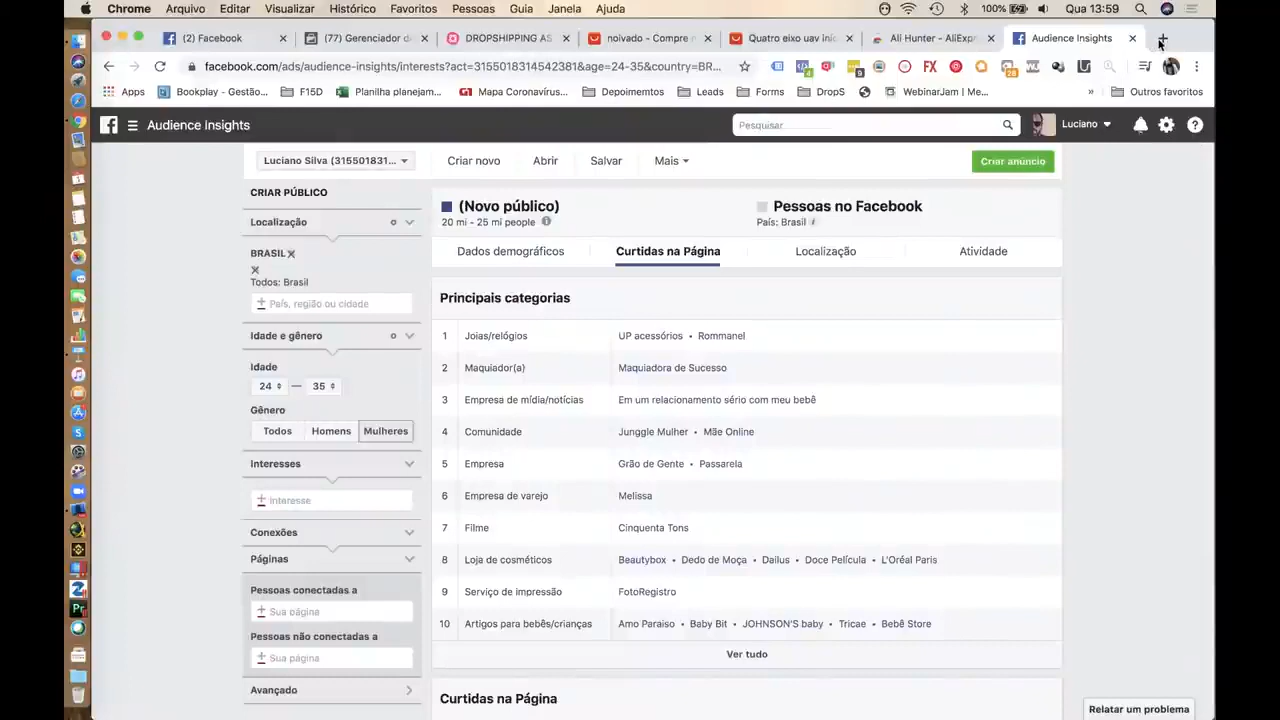 Chrome Arquivo Editar Visualizar Histórico Favoritos Pessoas Guia Janela Ajuda 100% Qua 13:59
(2) Facebook × (77) Gerenciador d × DROPSHIPPING AS × noivado - Compre n × Quatro eixo uav inic × Ali Hunter - AliExpr × Audience Insights × +
facebook.com/ads/audience-insights/interests?act=3155018314542381&age=24-35&country=BR...
Apps Bookplay - Gestão... F15D Planilha planejam... Mapa Coronavírus... Depoimentos Leads Forms DropS WebinarJam | Me... » Outros favoritos
Audience Insights Pesquisar Luciano
Luciano Silva (315501831... Criar novo Abrir Salvar Mais Criar anúncio
CRIAR PÚBLICO
Localização
BRASIL
Todos: Brasil
País, região ou cidade
Idade e gênero
Idade
24 — 35
Gênero
Todos Homens Mulheres
Interesses
Interesse
Conexões
Páginas
Pessoas conectadas a
Sua página
Pessoas não conectadas a
Sua página
Avançado
(Novo público)
20 mi - 25 mi people
Pessoas no Facebook
País: Brasil
Dados demográficos Curtidas na Página Localização Atividade
Principais categorias
1 Joias/relógios UP acessórios • Rommanel
2 Maquiador(a) Maquiadora de Sucesso
3 Empresa de mídia/notícias Em um relacionamento sério com meu bebê
4 Comunidade Junggle Mulher • Mãe Online
5 Empresa Grão de Gente • Passarela
6 Empresa de varejo Melissa
7 Filme Cinquenta Tons
8 Loja de cosméticos Beautybox • Dedo de Moça • Dailus • Doce Película • L'Oréal Paris
9 Serviço de impressão FotoRegistro
10 Artigos para bebês/crianças Amo Paraiso • Baby Bit • JOHNSON'S baby • Tricae • Bebê Store
Ver tudo
Curtidas na Página
Relatar um problema